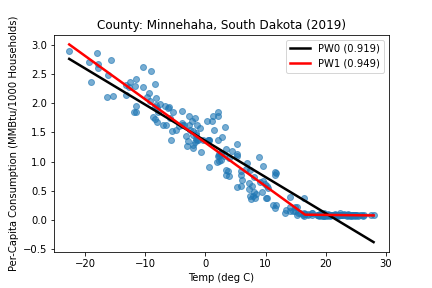 County: Minnehaha, South Dakota (2019)
Per-Capita Consumption (MMBtu/1000 Households)
PW0 (0.919)
PW1 (0.949)
3.0
2.5
2.0
1.5
1.0
0.5
0.0
−0.5
−20 −10 0 10 20 30
Temp (deg C)